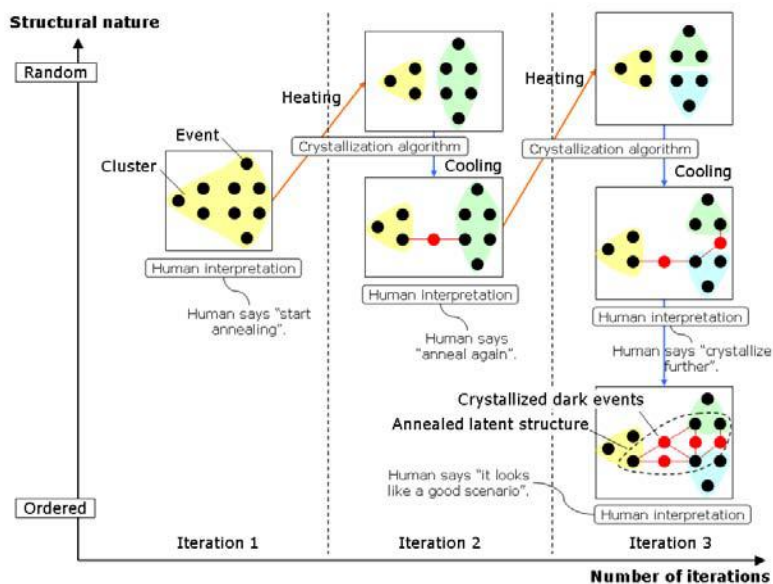 Structural nature
Random
Heating
Heating
Event
Crystallization algorithm
Crystallization algorithm
Cluster
Cooling
Cooling
Human interpretation
Human says "start
annealing".
Human interpretation
Human says
"anneal again".
Human interpretation
Human says "crystallize
further".
Crystallized dark events
Annealed latent structure
Human says "it looks
like a good scenario".
Human interpretation
Ordered
Iteration 1
Iteration 2
Iteration 3
Number of iterations